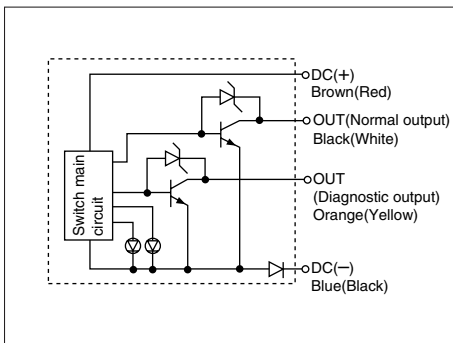 DC(+)
Brown(Red)
OUT(Normal output)
Black(White)
OUT
(Diagnostic output)
Orange(Yellow)
Switch main
circuit
DC(−)
Blue(Black)